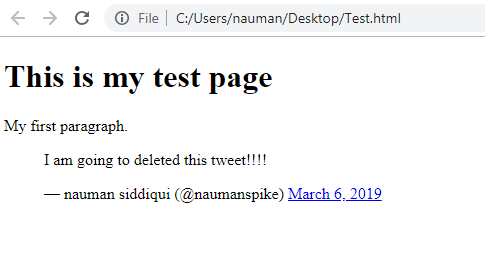 File C:/Users/nauman/Desktop/Test.html
This is my test page
My first paragraph.
I am going to deleted this tweet!!!!
— nauman siddiqui (@naumanspike) March 6, 2019